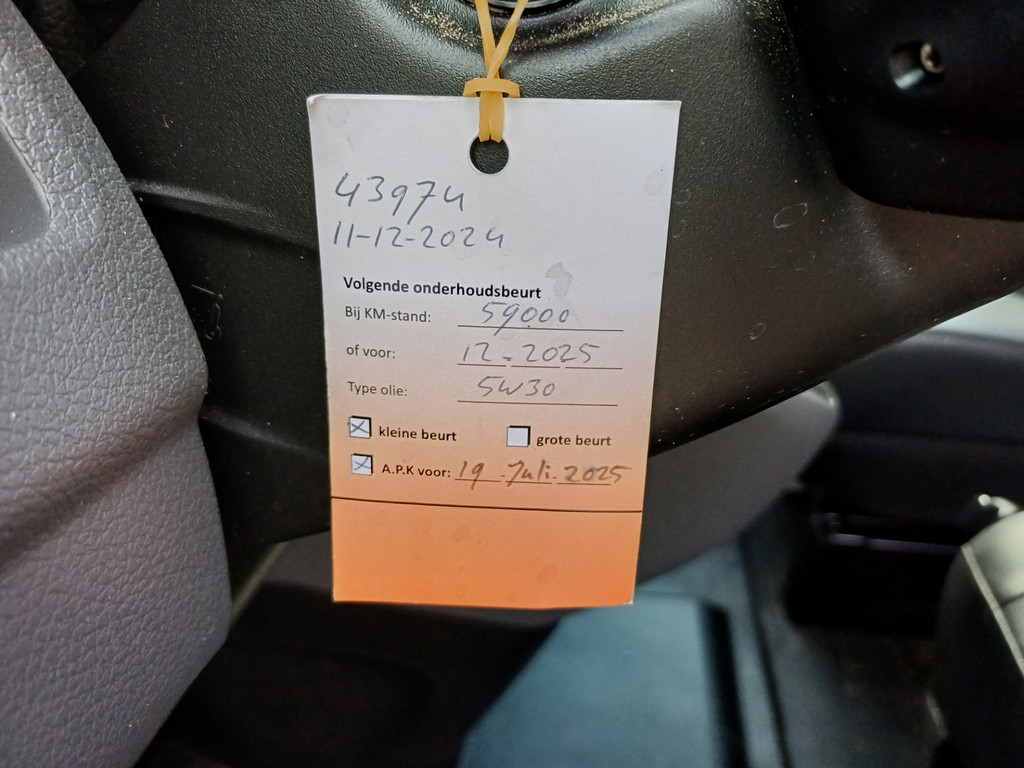 43974
11-12-2024
Volgende onderhoudsbeurt
Bij KM-stand: 59000
of voor: 12-2025
Type olie: 5W30
kleine beurt grote beurt
A.P.K voor: 19 Juli 2025